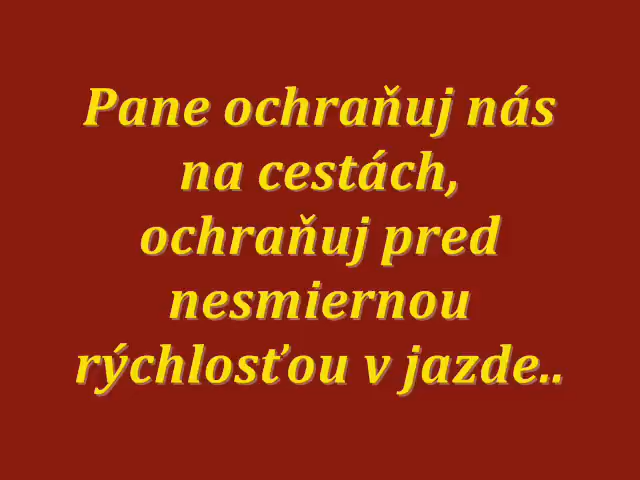 Pane ochraňuj nás
na cestách,
ochraňuj pred
nesmiernou
rýchlosťou v jazde..